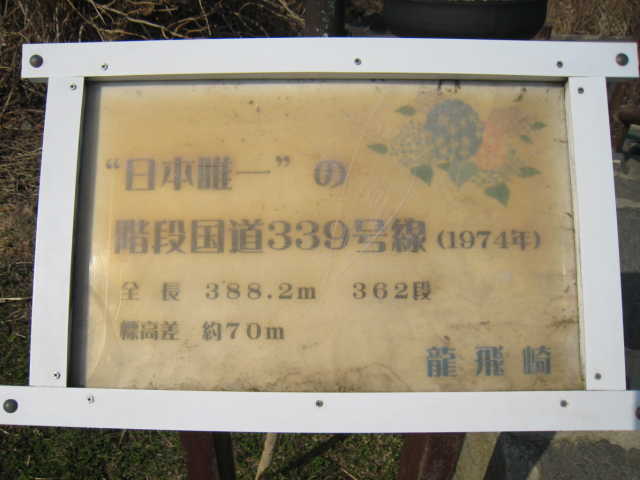 “日本唯一”の
階段国道339号線(1974年)
全長 388.2m 362段
標高差 約70m
龍飛崎